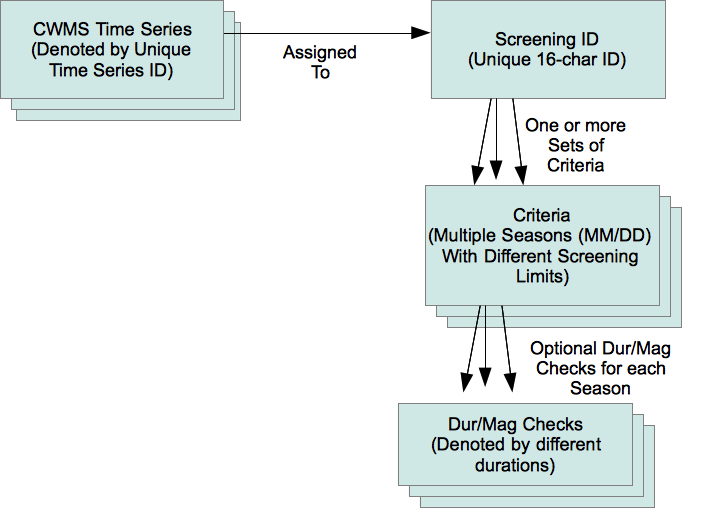 CWMS Time Series
(Denoted by Unique
Time Series ID)
Assigned
To
Screening ID
(Unique 16-char ID)
One or more
Sets of
Criteria
Criteria
(Multiple Seasons (MM/DD)
With Different Screening
Limits)
Optional Dur/Mag
Checks for each
Season
Dur/Mag Checks
(Denoted by different
durations)